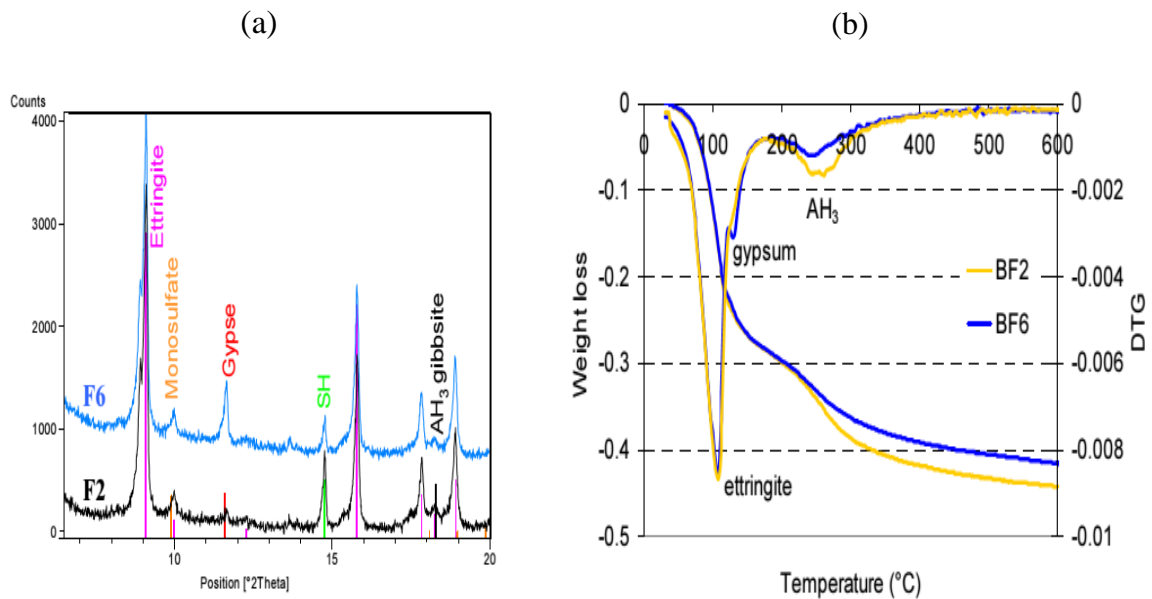 (a)
(b)
Counts
4000
3000
2000
1000
0
Ettringite
Monosulfate
Gypse
SH
AH3 gibbsite
F6
F2
10
15
20
Position [°2Theta]
0
-0.1
-0.2
-0.3
-0.4
-0.5
Weight loss
0
100
200
300
400
500
600
0
-0.002
-0.004
-0.006
-0.008
-0.01
DTG
AH3
gypsum
BF2
BF6
ettringite
Temperature (°C)